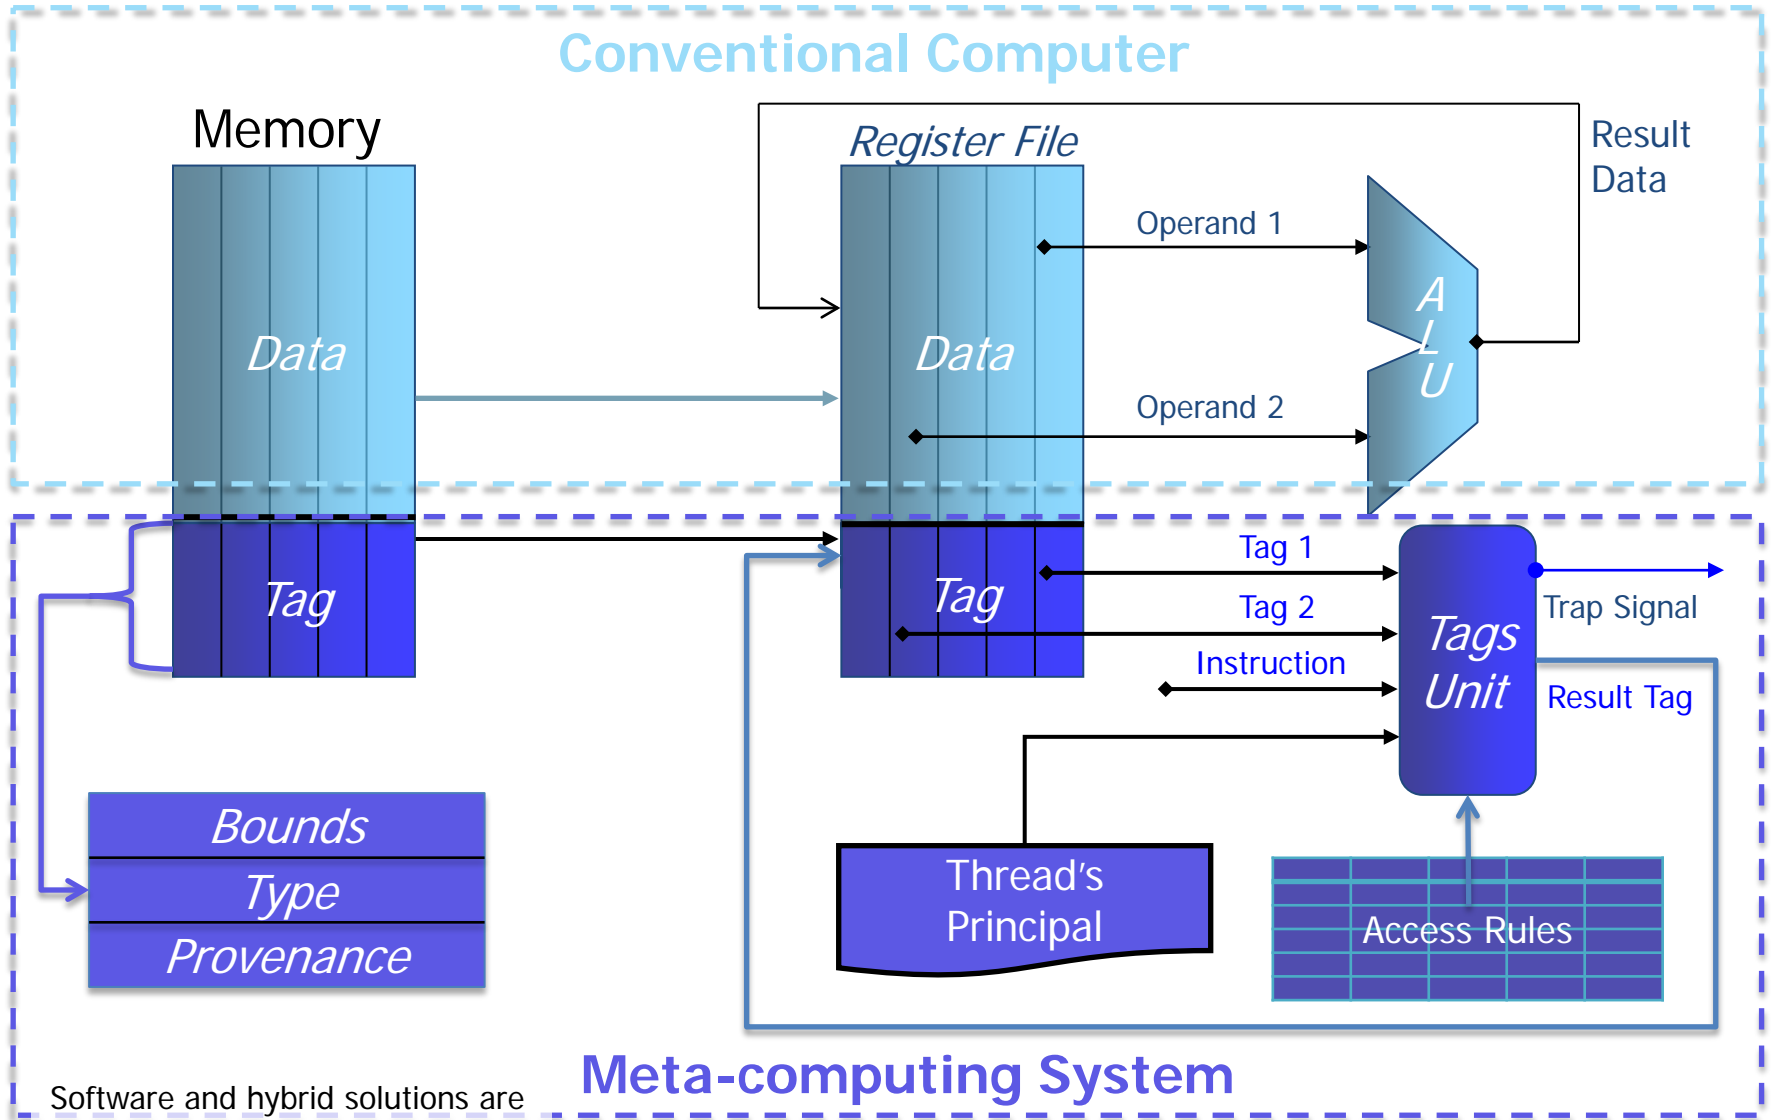 Conventional Computer
Memory
Register File
Result
Data
Operand 1
A
L
U
Data
Data
Operand 2
Tag 1
Tag
Tag
Tag 2
Trap Signal
Tags
Unit
Instruction
Result Tag
Bounds
Type
Provenance
Thread's
Principal
Access Rules
Meta-computing System
Software and hybrid solutions are